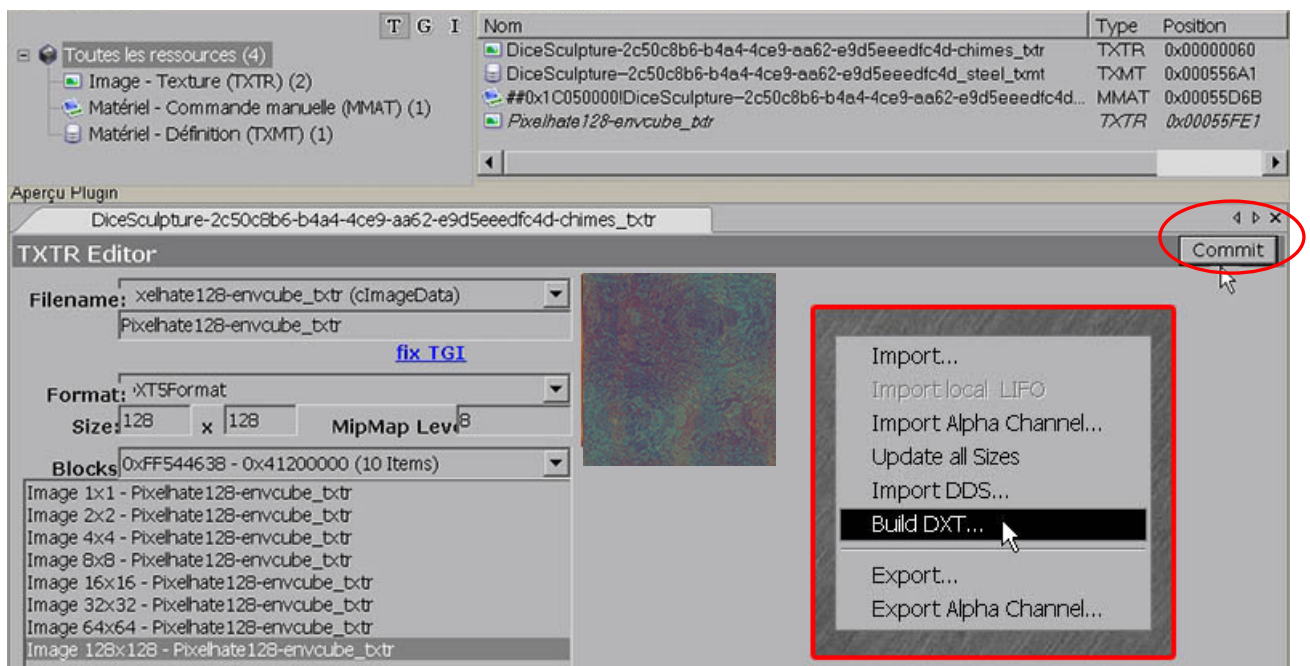 T G I
Toutes les ressources (4)
Image - Texture (TXTR) (2)
Matériel - Commande manuelle (MMAT) (1)
Matériel - Définition (TXMT) (1)
Nom Type Position
DiceSculpture-2c50c8b6-b4a4-4ce9-aa62-e9d5eeedfc4d-chimes_txtr TXTR 0x00000060
DiceSculpture—2c50c8b6-b4a4-4ce9-aa62-e9d5eeedfc4d_steel_txmt TXMT 0x000556A1
##0x1C050000!DiceSculpture—2c50c8b6-b4a4-4ce9-aa62-e9d5eeedfc4d... MMAT 0x00055D6B
Pixelhate128-envcube_txtr TXTR 0x00055FE1
Aperçu Plugin
DiceSculpture-2c50c8b6-b4a4-4ce9-aa62-e9d5eeedfc4d-chimes_txtr
TXTR Editor Commit
Filename: xelhate128-envcube_txtr (cImageData)
Pixelhate128-envcube_txtr
fix TGI
Format: XT5Format
Size: 128 x 128 MipMap Leve 8
Blocks 0xFF544638 - 0x41200000 (10 Items)
Image 1x1 - Pixelhate128-envcube_txtr
Image 2x2 - Pixelhate128-envcube_txtr
Image 4x4 - Pixelhate128-envcube_txtr
Image 8x8 - Pixelhate128-envcube_txtr
Image 16x16 - Pixelhate128-envcube_txtr
Image 32x32 - Pixelhate128-envcube_txtr
Image 64x64 - Pixelhate128-envcube_txtr
Image 128x128 - Pixelhate128-envcube_txtr
Import...
Import local LIFO
Import Alpha Channel...
Update all Sizes
Import DDS...
Build DXT...
Export...
Export Alpha Channel...